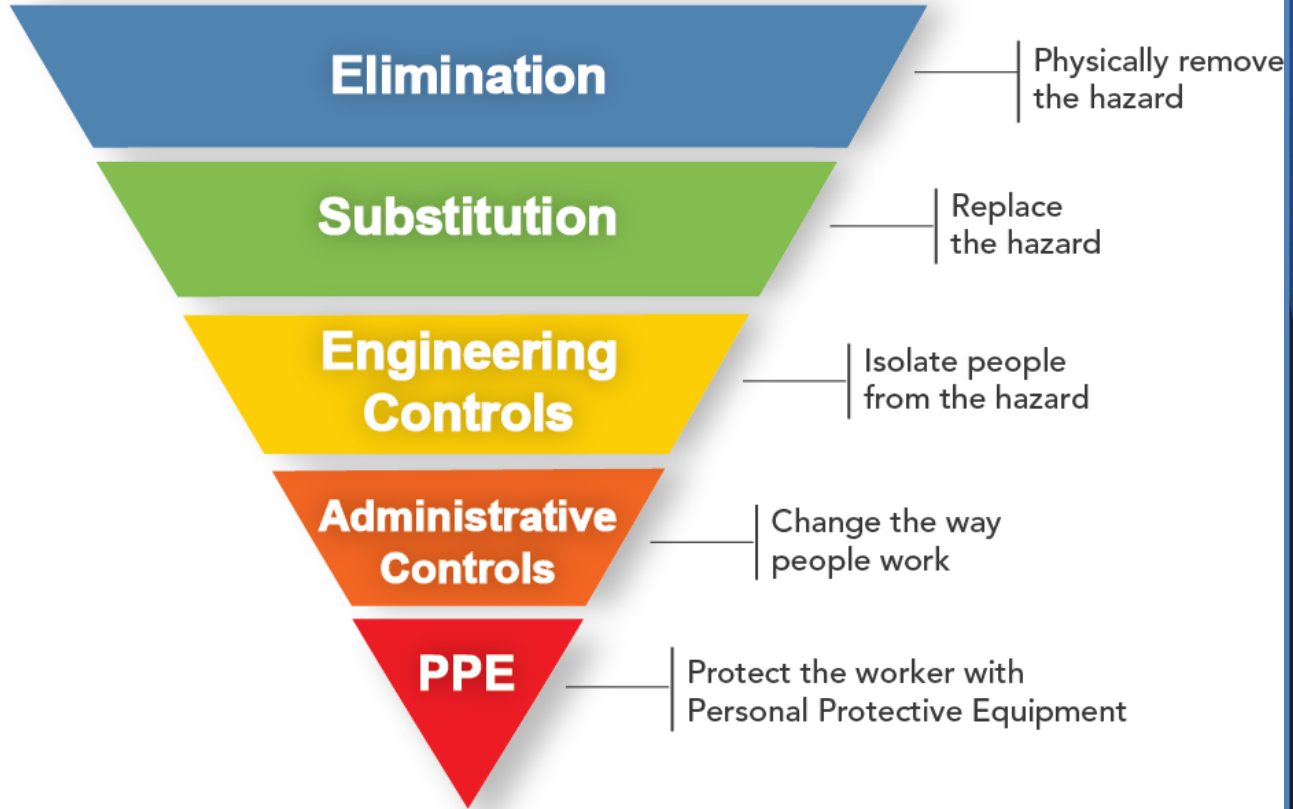 Elimination
Physically remove
the hazard
Substitution
Replace
the hazard
Engineering
Controls
Isolate people
from the hazard
Administrative
Controls
Change the way
people work
PPE
Protect the worker with
Personal Protective Equipment